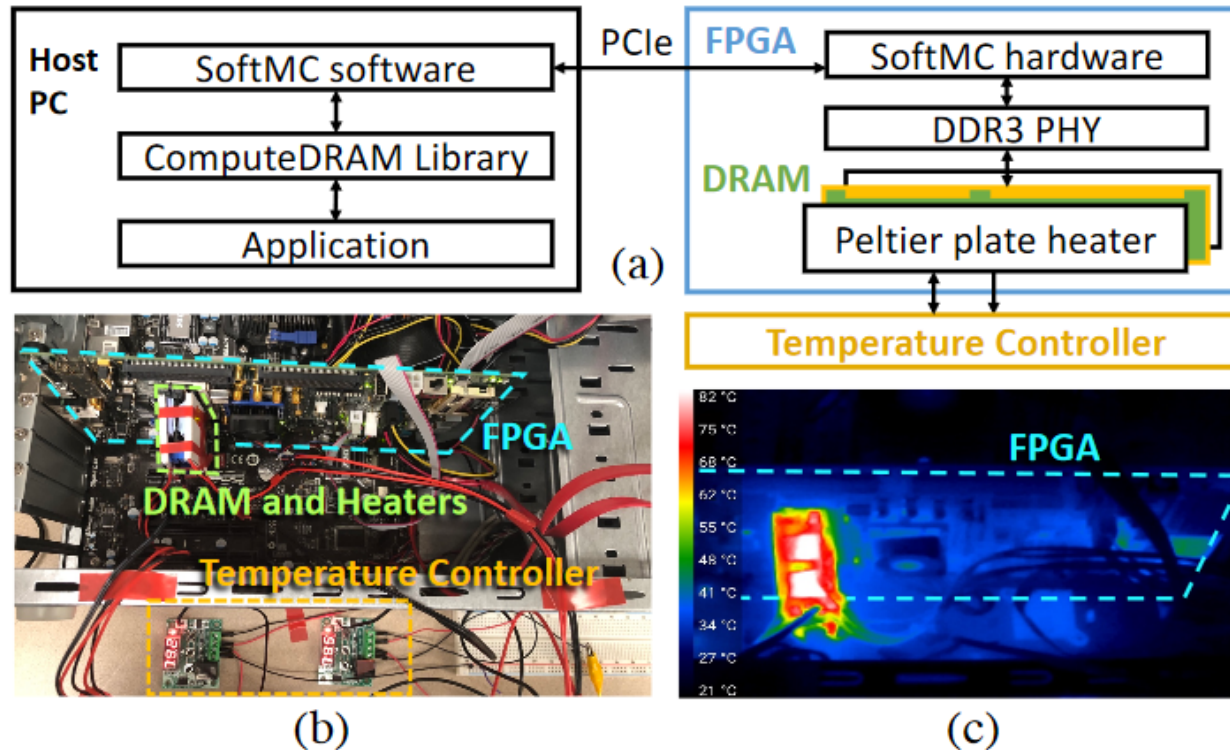 Host
PC
SoftMC software
ComputeDRAM Library
Application
PCIe
FPGA
SoftMC hardware
DDR3 PHY
DRAM
Peltier plate heater
(a)
Temperature Controller
FPGA
DRAM and Heaters
Temperature Controller
(b)
82 °C
75 °C
68 °C
62 °C
55 °C
48 °C
41 °C
34 °C
27 °C
21 °C
FPGA
(c)